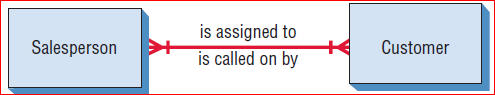 Salesperson
is assigned to
is called on by
Customer